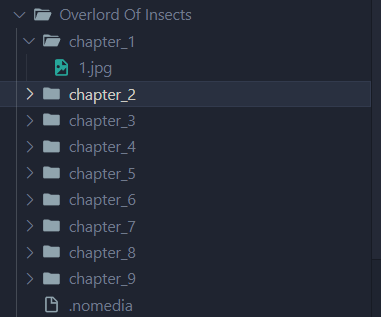 Overlord Of Insects
chapter_1
1.jpg
chapter_2
chapter_3
chapter_4
chapter_5
chapter_6
chapter_7
chapter_8
chapter_9
.nomedia